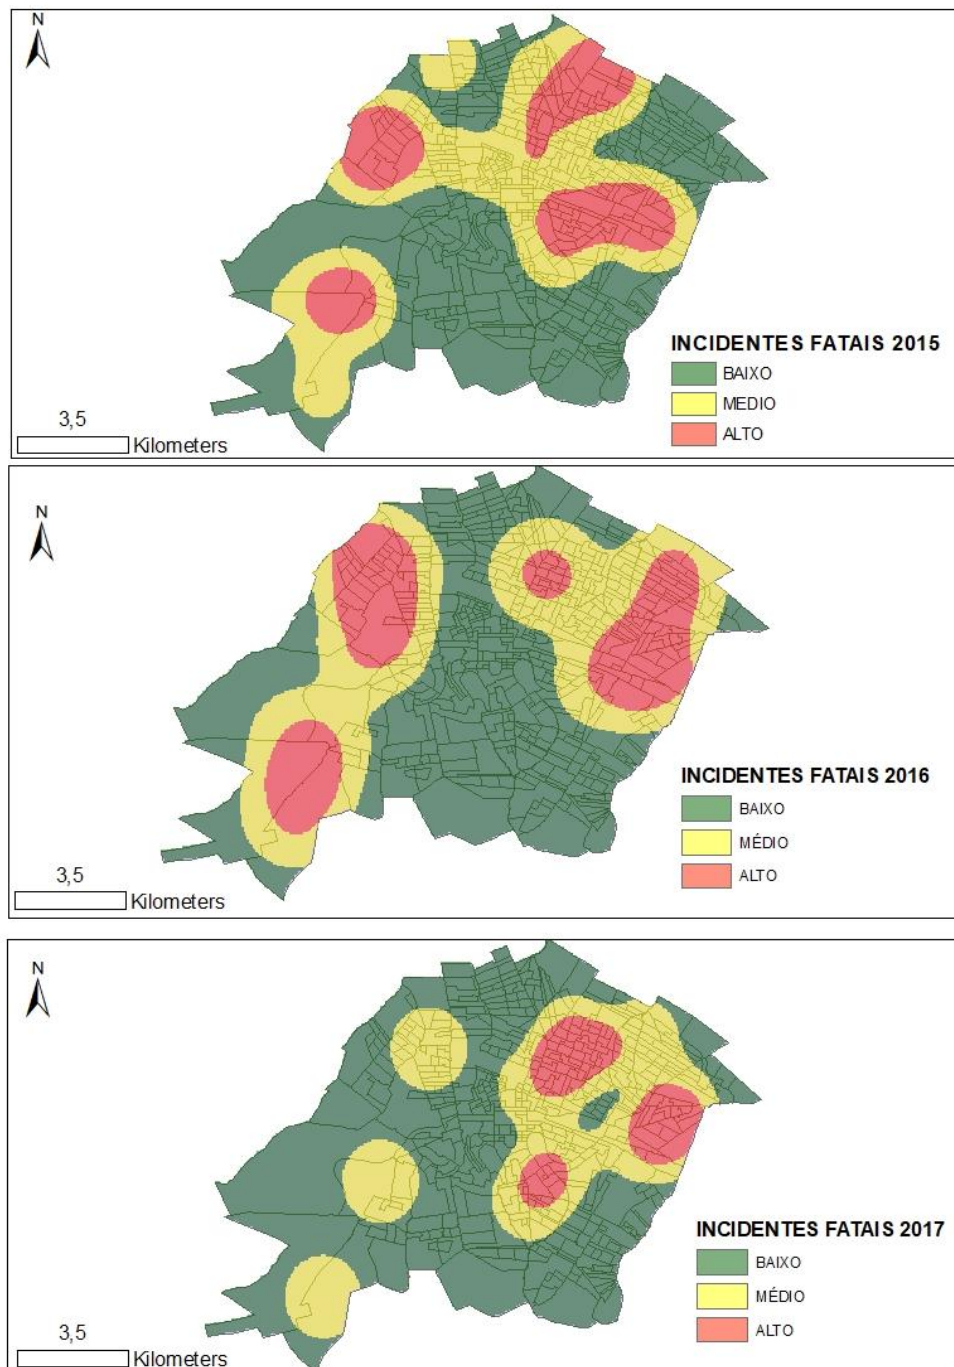 N
INCIDENTES FATAIS 2015
BAIXO
MEDIO
ALTO
3,5
Kilometers
N
INCIDENTES FATAIS 2016
BAIXO
MÉDIO
ALTO
3,5
Kilometers
N
INCIDENTES FATAIS 2017
BAIXO
MÉDIO
ALTO
3,5
Kilometers